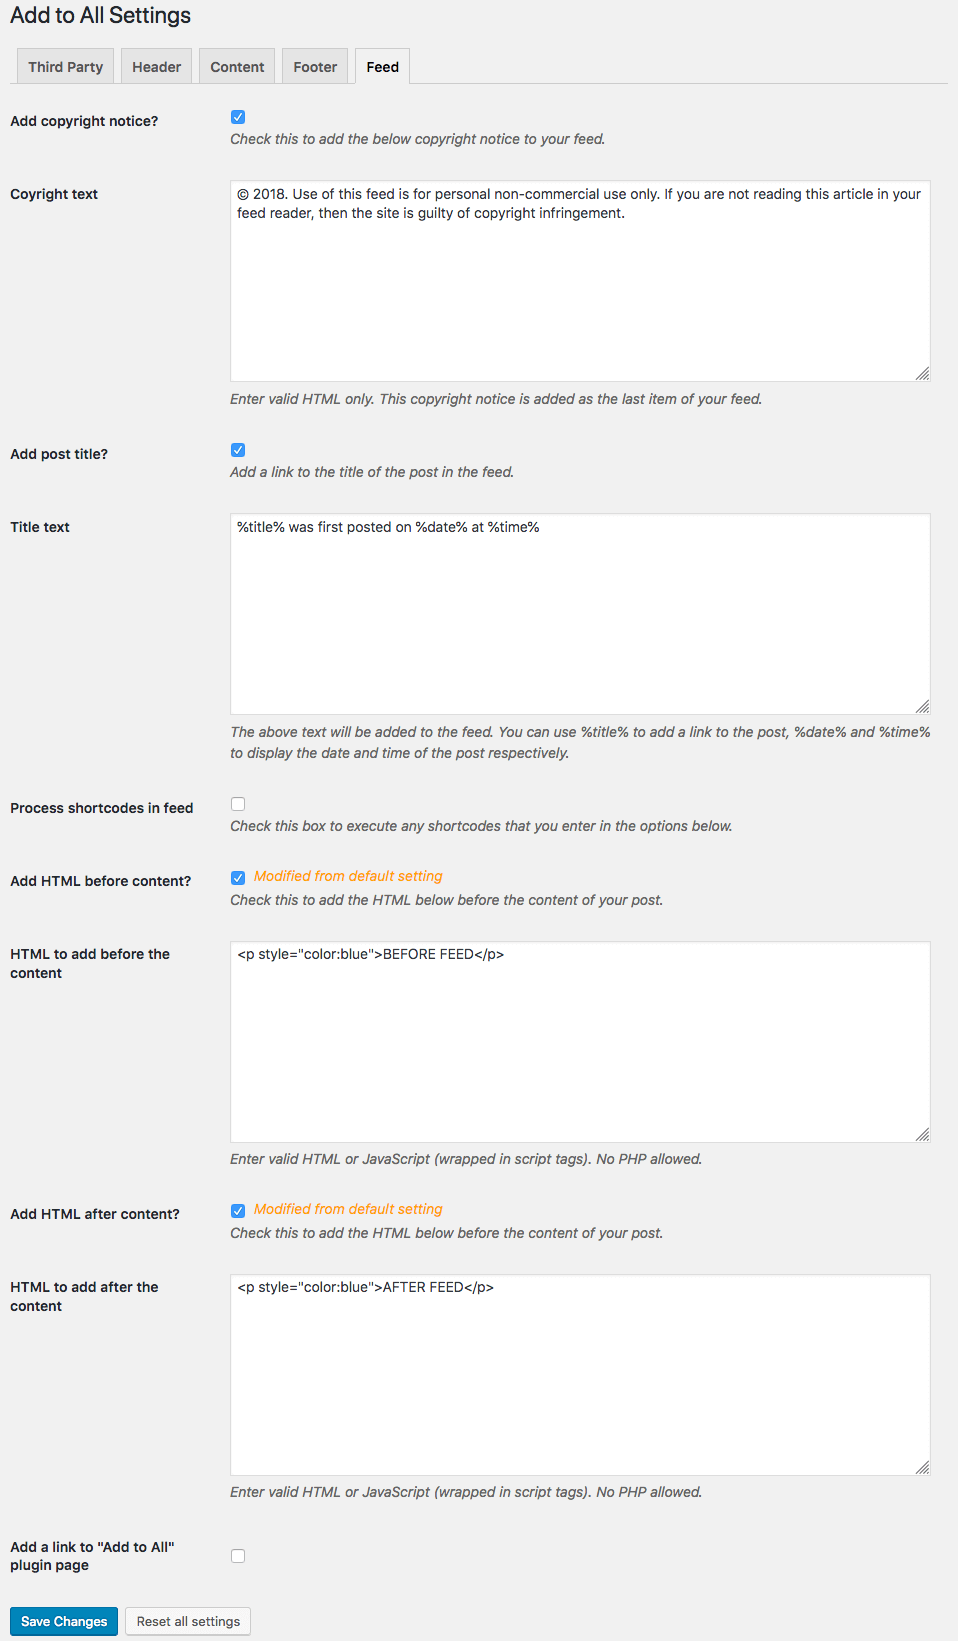 Add to All Settings
Third Party Header Content Footer Feed
Add copyright notice?
Check this to add the below copyright notice to your feed.
Coyright text
© 2018. Use of this feed is for personal non-commercial use only. If you are not reading this article in your
feed reader, then the site is guilty of copyright infringement.
Enter valid HTML only. This copyright notice is added as the last item of your feed.
Add post title?
Add a link to the title of the post in the feed.
Title text
%title% was first posted on %date% at %time%
The above text will be added to the feed. You can use %title% to add a link to the post, %date% and %time%
to display the date and time of the post respectively.
Process shortcodes in feed
Check this box to execute any shortcodes that you enter in the options below.
Add HTML before content?
Modified from default setting
Check this to add the HTML below before the content of your post.
HTML to add before the
content
<p style="color:blue">BEFORE FEED</p>
Enter valid HTML or JavaScript (wrapped in script tags). No PHP allowed.
Add HTML after content?
Modified from default setting
Check this to add the HTML below before the content of your post.
HTML to add after the
content
<p style="color:blue">AFTER FEED</p>
Enter valid HTML or JavaScript (wrapped in script tags). No PHP allowed.
Add a link to "Add to All"
plugin page
Save Changes Reset all settings